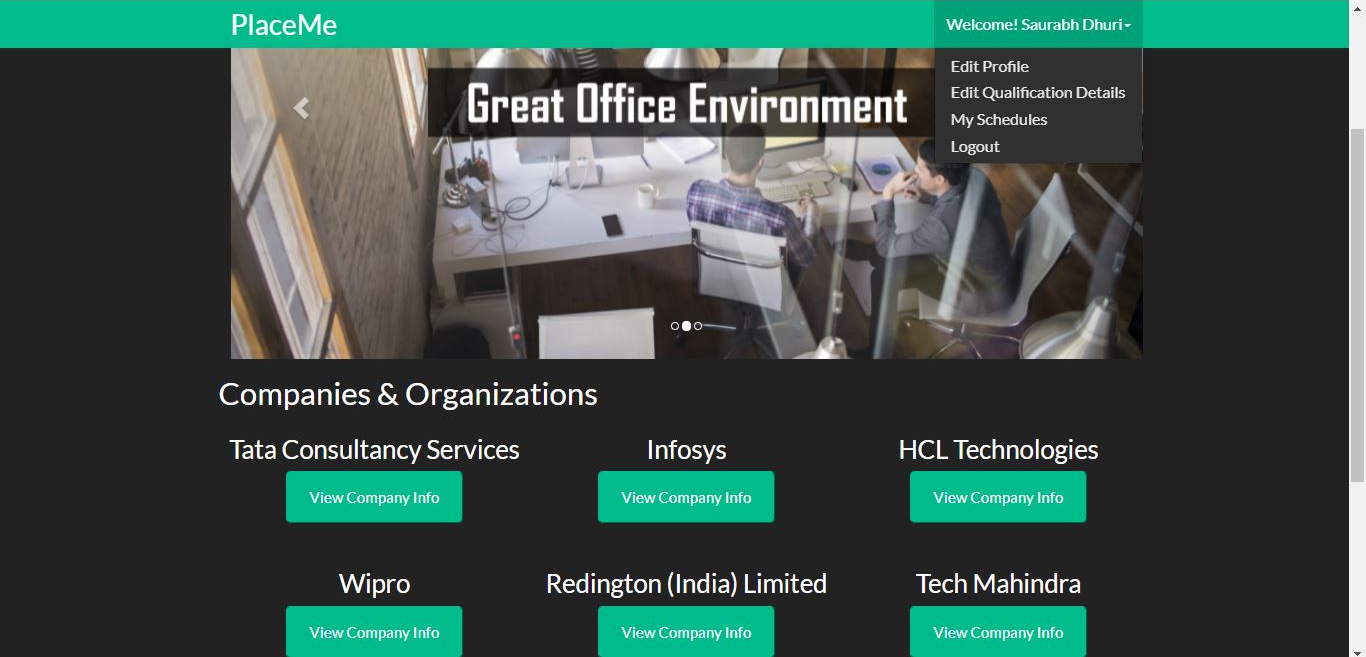 PlaceMe
Welcome! Saurabh Dhuri
Edit Profile
Edit Qualification Details
My Schedules
Logout
Great Office Environment
Companies & Organizations
Tata Consultancy Services
Infosys
HCL Technologies
View Company Info
View Company Info
View Company Info
Wipro
Redington (India) Limited
Tech Mahindra
View Company Info
View Company Info
View Company Info